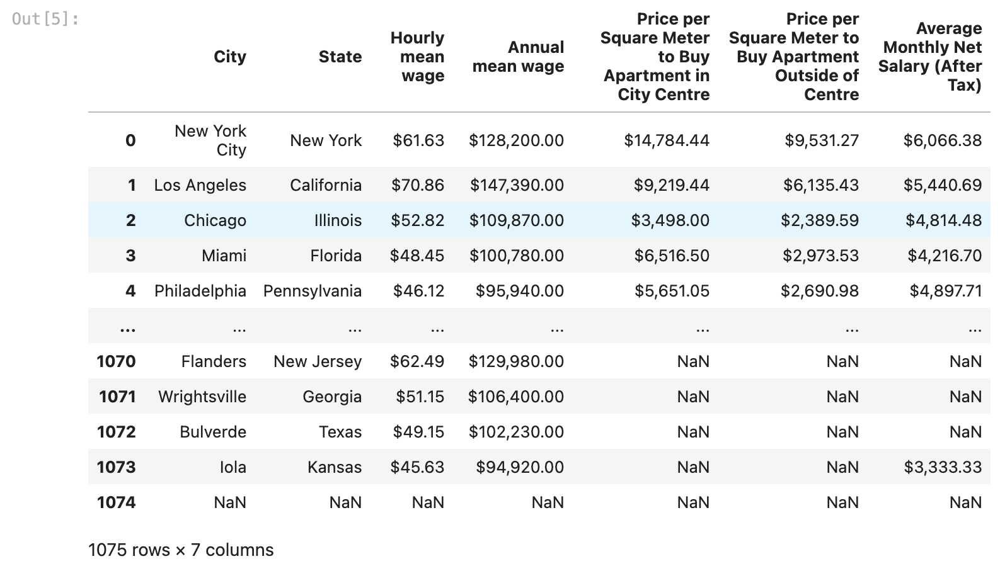 Out[5]:
City State Hourly mean wage Annual mean wage Price per Square Meter to Buy Apartment in City Centre Price per Square Meter to Buy Apartment Outside of Centre Average Monthly Net Salary (After Tax)
0 New York City New York $61.63 $128,200.00 $14,784.44 $9,531.27 $6,066.38
1 Los Angeles California $70.86 $147,390.00 $9,219.44 $6,135.43 $5,440.69
2 Chicago Illinois $52.82 $109,870.00 $3,498.00 $2,389.59 $4,814.48
3 Miami Florida $48.45 $100,780.00 $6,516.50 $2,973.53 $4,216.70
4 Philadelphia Pennsylvania $46.12 $95,940.00 $5,651.05 $2,690.98 $4,897.71
... ... ... ... ... ... ... ...
1070 Flanders New Jersey $62.49 $129,980.00 NaN NaN NaN
1071 Wrightsville Georgia $51.15 $106,400.00 NaN NaN NaN
1072 Bulverde Texas $49.15 $102,230.00 NaN NaN NaN
1073 Iola Kansas $45.63 $94,920.00 NaN NaN $3,333.33
1074 NaN NaN NaN NaN NaN NaN NaN
1075 rows × 7 columns